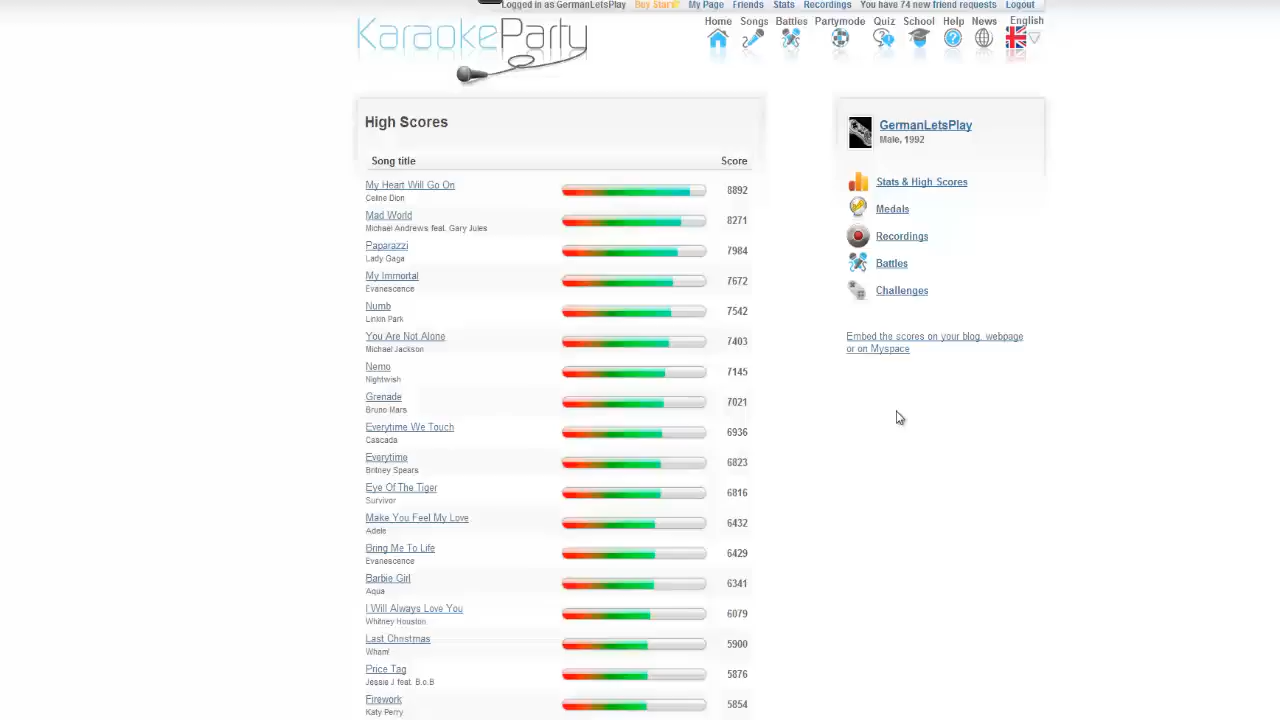 Logged in as GermanLetsPlay Buy Stars My Page Friends Stats Recordings You have 74 new friend requests Logout
KaraokeParty
Home Songs Battles Partymode Quiz School Help News English
High Scores
Song title Score
My Heart Will Go On 8892
Celine Dion
Mad World 8271
Michael Andrews feat. Gary Jules
Paparazzi 7984
Lady Gaga
My Immortal 7672
Evanescence
Numb 7542
Linkin Park
You Are Not Alone 7403
Michael Jackson
Nemo 7145
Nightwish
Grenade 7021
Bruno Mars
Everytime We Touch 6936
Cascada
Everytime 6823
Britney Spears
Eye Of The Tiger 6816
Survivor
Make You Feel My Love 6432
Adele
Bring Me To Life 6429
Evanescence
Barbie Girl 6341
Aqua
I Will Always Love You 6079
Whitney Houston
Last Christmas 5900
Wham!
Price Tag 5876
Jessie J feat. B.o.B
Firework 5854
Katy Perry
GermanLetsPlay
Male, 1992
Stats & High Scores
Medals
Recordings
Battles
Challenges
Embed the scores on your blog, webpage
or on Myspace